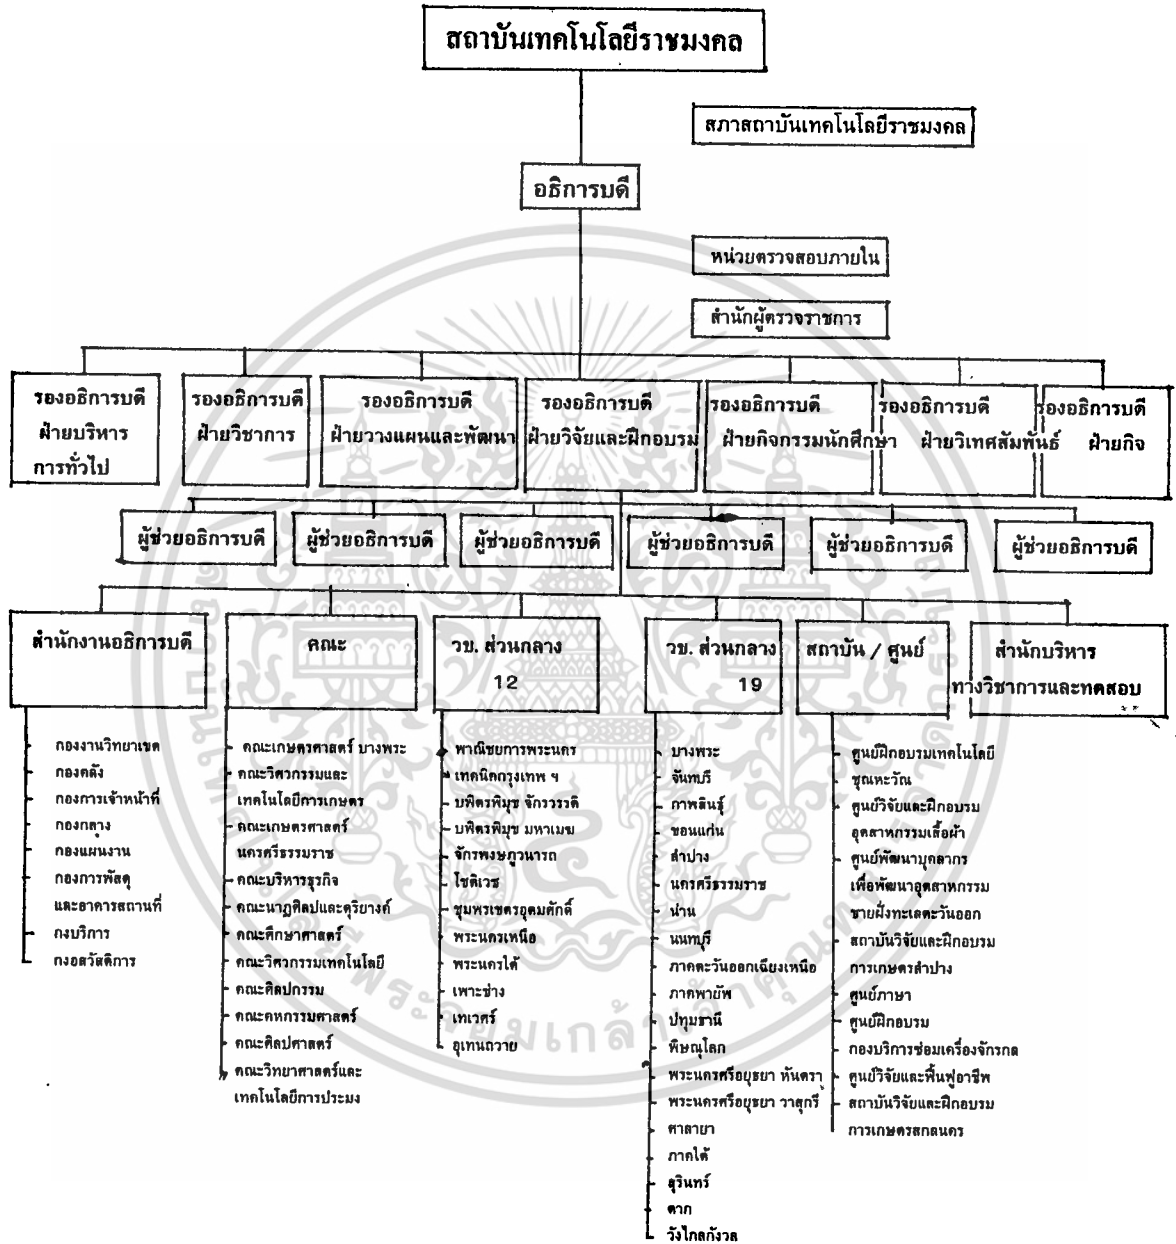 สถาบันเทคโนโลยีราชมงคล
สภาสถาบันเทคโนโลยีราชมงคล
อธิการบดี
หน่วยตรวจสอบภายใน
สำนักผู้ตรวจราชการ
รองอธิการบดี
ฝ่ายบริหาร
การทั่วไป
รองอธิการบดี
ฝ่ายวิชาการ
รองอธิการบดี
ฝ่ายวางแผนและพัฒนา
รองอธิการบดี
ฝ่ายวิจัยและฝึกอบรม
รองอธิการบดี
ฝ่ายกิจกรรมนักศึกษา
รองอธิการบดี
ฝ่ายวิเทศสัมพันธ์
รองอธิการบดี
ฝ่ายกิจ
ผู้ช่วยอธิการบดี
ผู้ช่วยอธิการบดี
ผู้ช่วยอธิการบดี
ผู้ช่วยอธิการบดี
ผู้ช่วยอธิการบดี
ผู้ช่วยอธิการบดี
สำนักงานอธิการบดี
กองงานวิทยาเขต
กองคลัง
กองการเจ้าหน้าที่
กองกลาง
กองแผนงาน
กองการพัสดุ
และอาคารสถานที่
กงบริการ
กงอสวัสดิการ
คณะ
คณะเกษตรศาสตร์ บางพระ
คณะวิศวกรรมและ
เทคโนโลยีการเกษตร
คณะเกษตรศาสตร์
นครศรีธรรมราช
คณะบริหารธุรกิจ
คณะนาฏศิลปและดุริยางค์
คณะศึกษาศาสตร์
คณะวิศวกรรมเทคโนโลยี
คณะศิลปกรรม
คณะคหกรรมศาสตร์
คณะศิลปศาสตร์
คณะวิทยาศาสตร์และ
เทคโนโลยีการประมง
วข. ส่วนกลาง
12
พาณิชยการพระนคร
เทคนิคกรุงเทพ ฯ
บพิตรพิมุข จักรวรรดิ
บพิตรพิมุข มหาเมฆ
จักรพงษภูวนารถ
โชติเวช
ชุมพรเขตรอุดมศักดิ์
พระนครเหนือ
พระนครใต้
เพาะช่าง
เทเวศร์
อุเทนถวาย
วข. ส่วนกลาง
19
บางพระ
จันทบุรี
กาฬสินธุ์
ขอนแก่น
ลำปาง
นครศรีธรรมราช
น่าน
นนทบุรี
ภาคตะวันออกเฉียงเหนือ
ภาคพายัพ
ปทุมธานี
พิษณุโลก
พระนครศรีอยุธยา หันตรา
พระนครศรีอยุธยา วาสุกรี
ศาลายา
ภาคใต้
สุรินทร์
ตาก
วังไกลกังวล
สถาบัน / ศูนย์
ศูนย์ฝึกอบรมเทคโนโลยี
ชุณหะวัณ
ศูนย์วิจัยและฝึกอบรม
อุตสาหกรรมเสื้อผ้า
ศูนย์พัฒนาบุคลากร
เพื่อพัฒนาอุตสาหกรรม
ชายฝั่งทะเลตะวันออก
สถาบันวิจัยและฝึกอบรม
การเกษตรลำปาง
ศูนย์ภาษา
ศูนย์ฝึกอบรม
กองบริการซ่อมเครื่องจักรกล
ศูนย์วิจัยและฟื้นฟูอาชีพ
สถาบันวิจัยและฝึกอบรม
การเกษตรสกลนคร
สำนักบริหาร
ทางวิชาการและทดสอบ